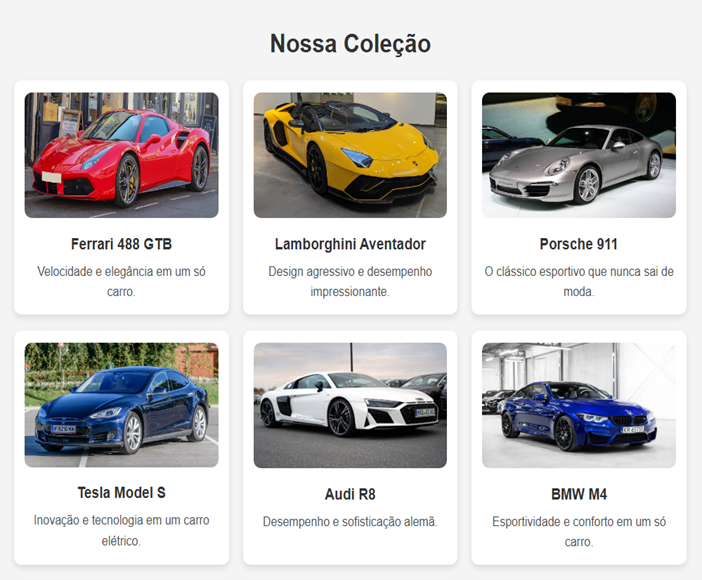 Nossa Coleção
Ferrari 488 GTB
Velocidade e elegância em um só
carro.
Lamborghini Aventador
Design agressivo e desempenho
impressionante.
Porsche 911
O clássico esportivo que nunca sai de
moda.
Tesla Model S
Inovação e tecnologia em um carro
elétrico.
Audi R8
Desempenho e sofisticação alemã.
BMW M4
Esportividade e conforto em um só
carro.